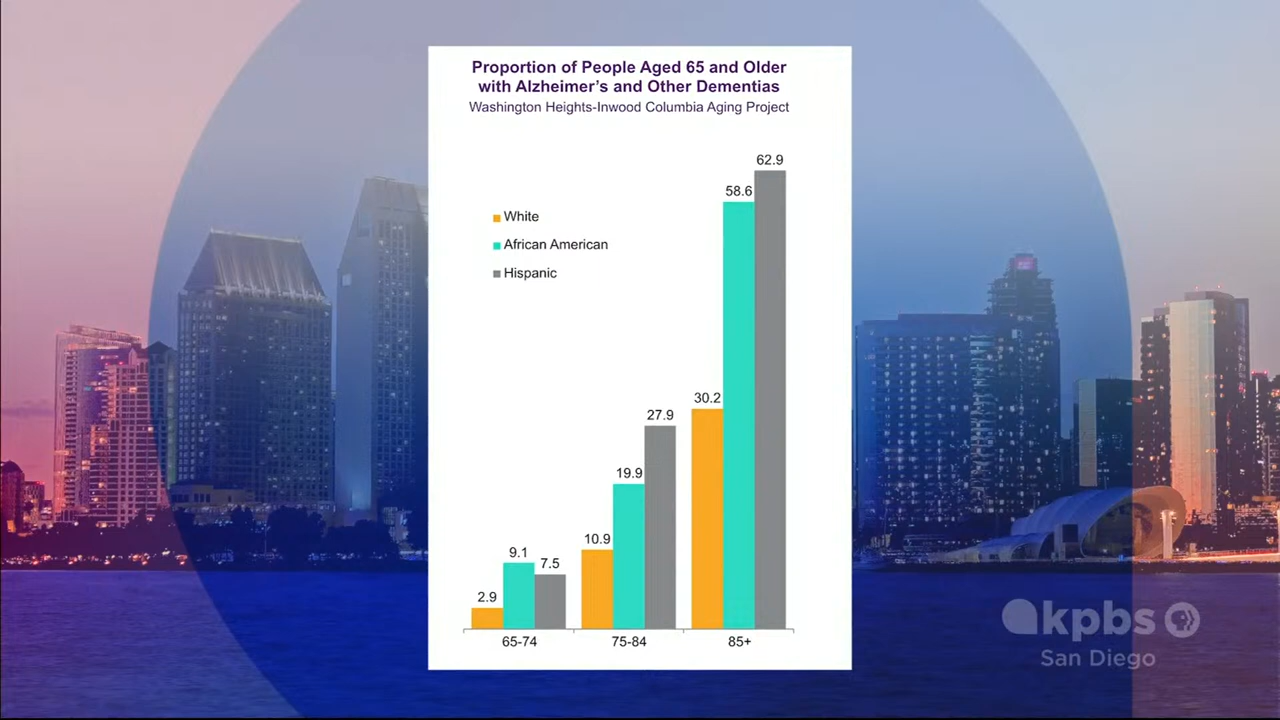 Proportion of People Aged 65 and Older
with Alzheimer's and Other Dementias
Washington Heights-Inwood Columbia Aging Project
White
African American
Hispanic
2.9
9.1
7.5
10.9
19.9
27.9
30.2
58.6
62.9
65-74
75-84
85+
kpbs
San Diego